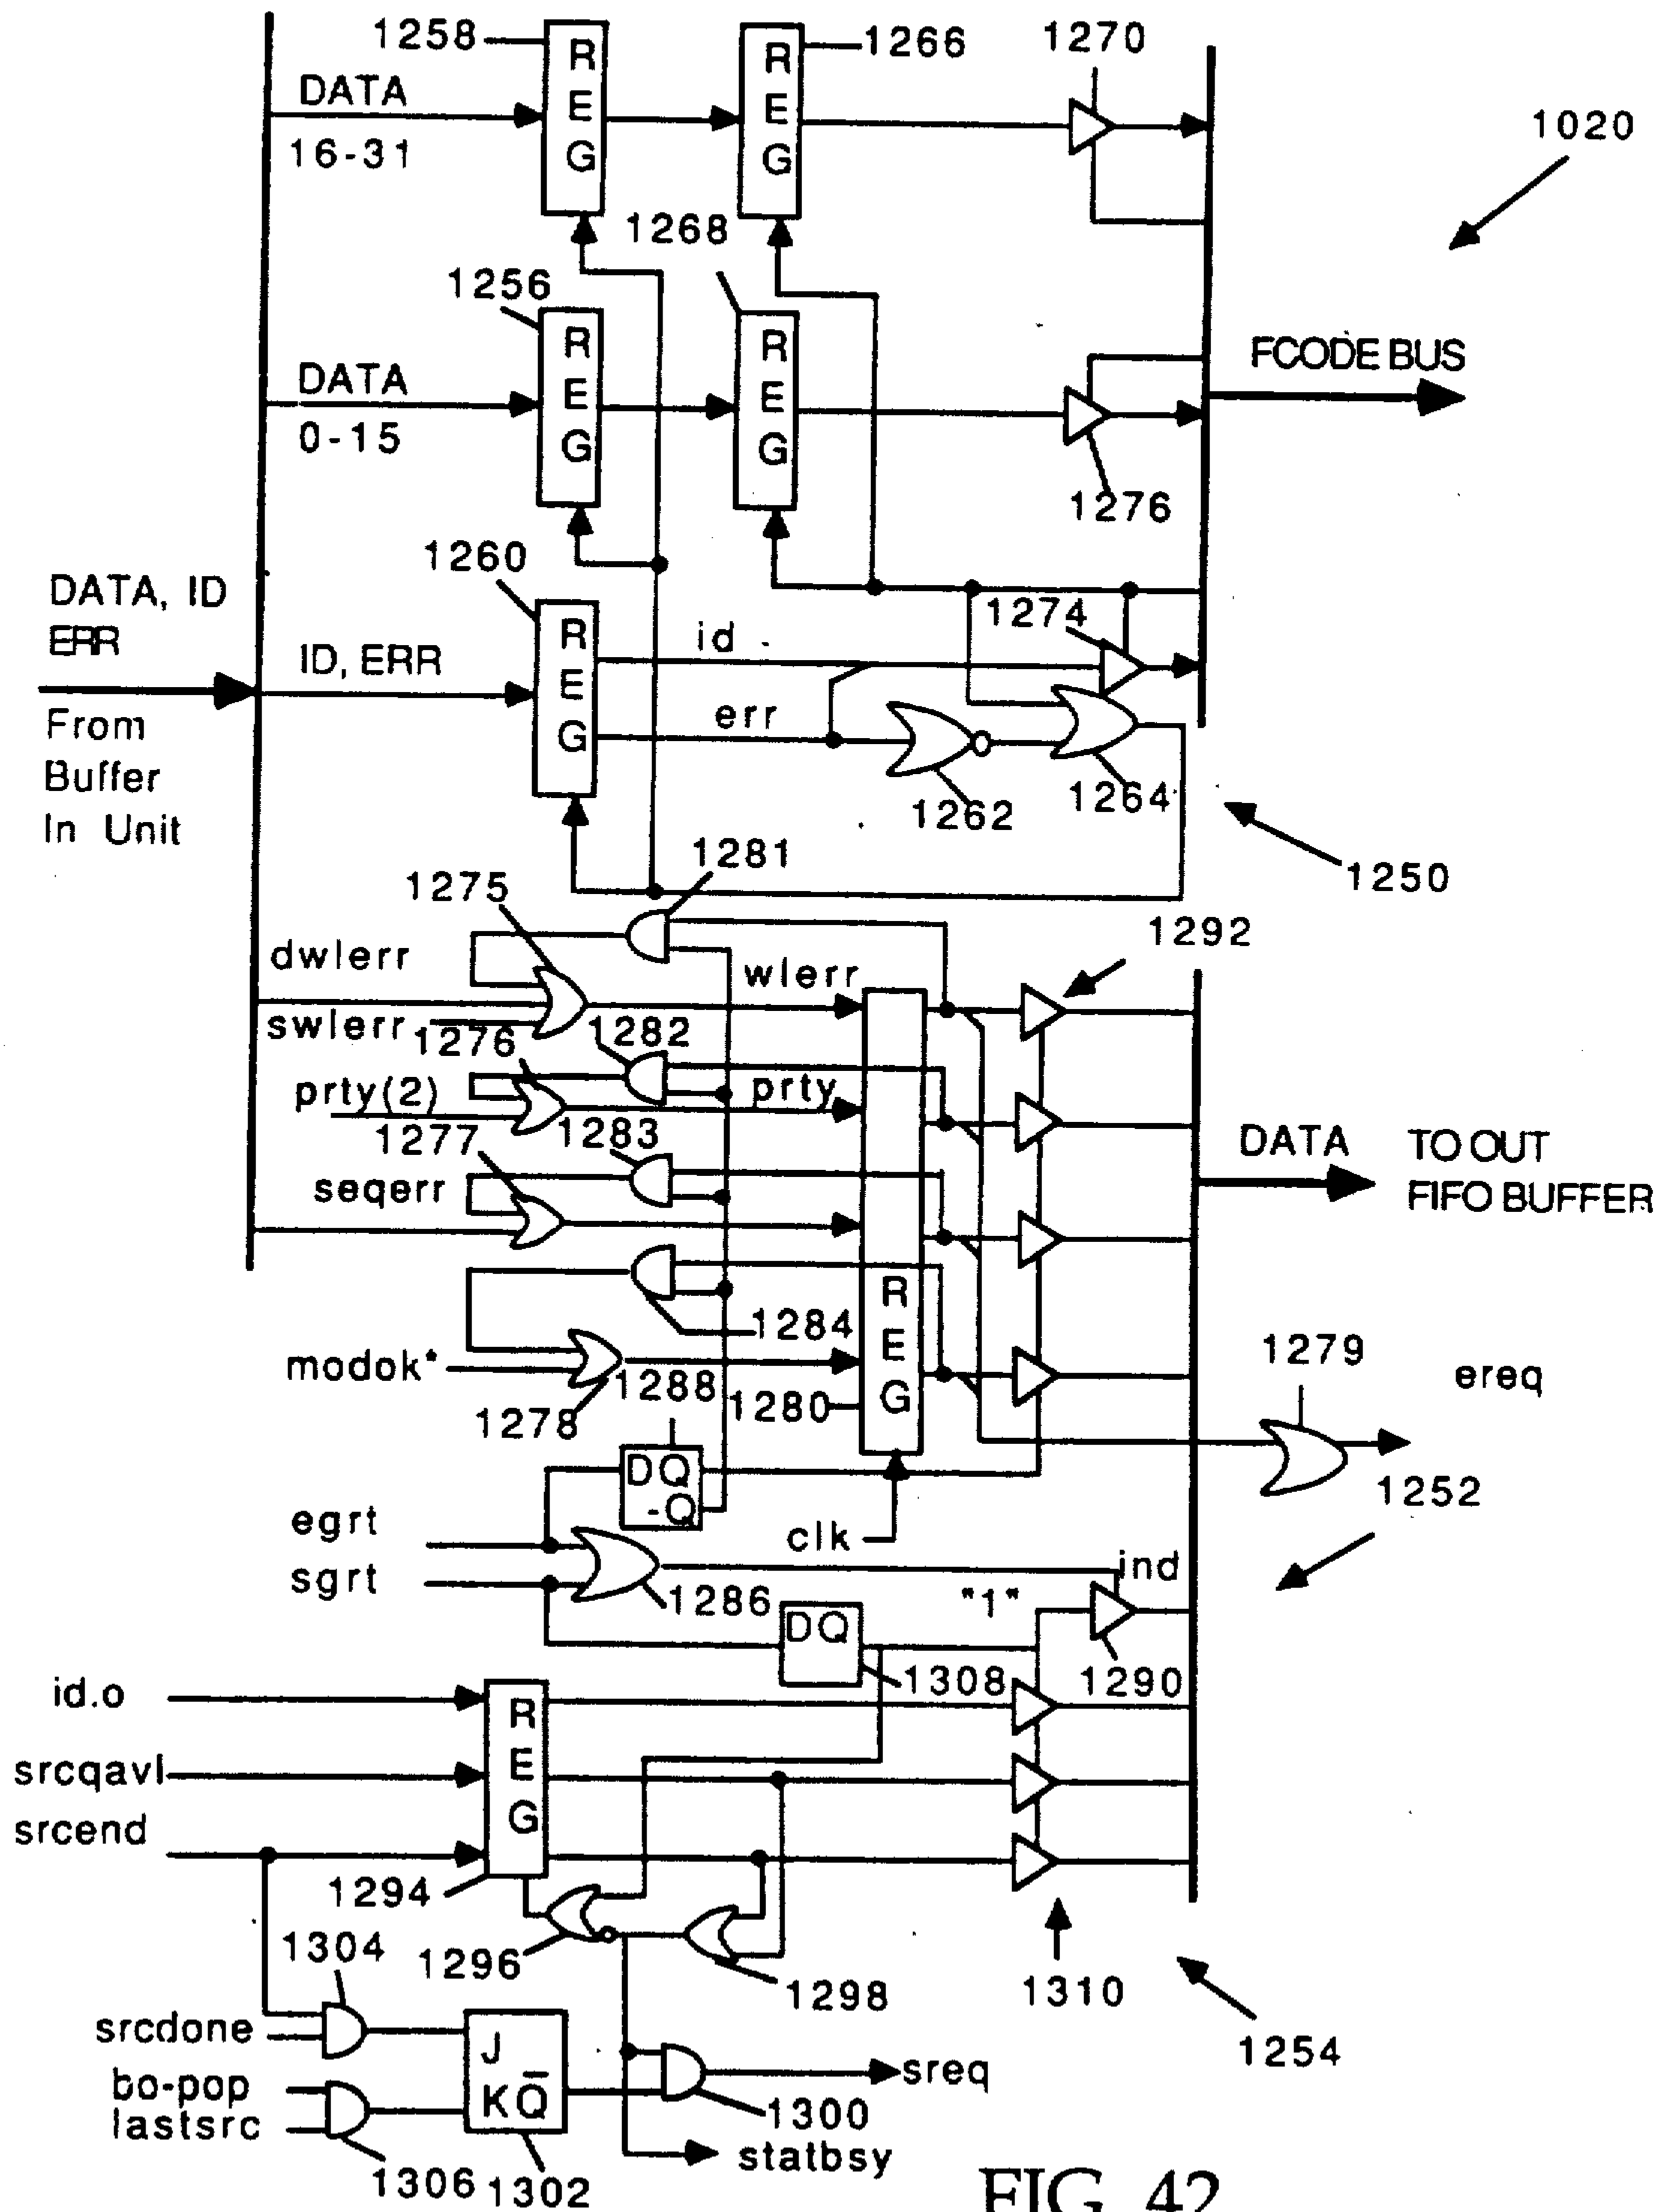 1258
R
E
G
R
E
G
1266
1270
DATA
16-31
1020
1268
1256
R
E
G
R
E
G
DATA
0-15
FCODE BUS
1276
1260
DATA, ID
ERR
From
Buffer
In Unit
ID, ERR
R
E
G
id
err
1274
1262
1264
1250
1281
1275
1292
dwlerr
swlerr
wlerr
1276
1282
prty(2)
prty
1277
1283
seqerr
DATA
TO OUT
FIFO BUFFER
R
E
G
1284
modok*
1288
1278
1280
1279
ereq
1252
DQ
-Q
egrt
sgrt
clk
ind
1286
"1"
DQ
1308
1290
id.o
srcqavl
srcend
R
E
G
1294
1304
1296
1298
1310
1254
srcdone
bo-pop
lastsrc
J
K Q̅
sreq
1300
statbsy
1306
1302
FIG. 42